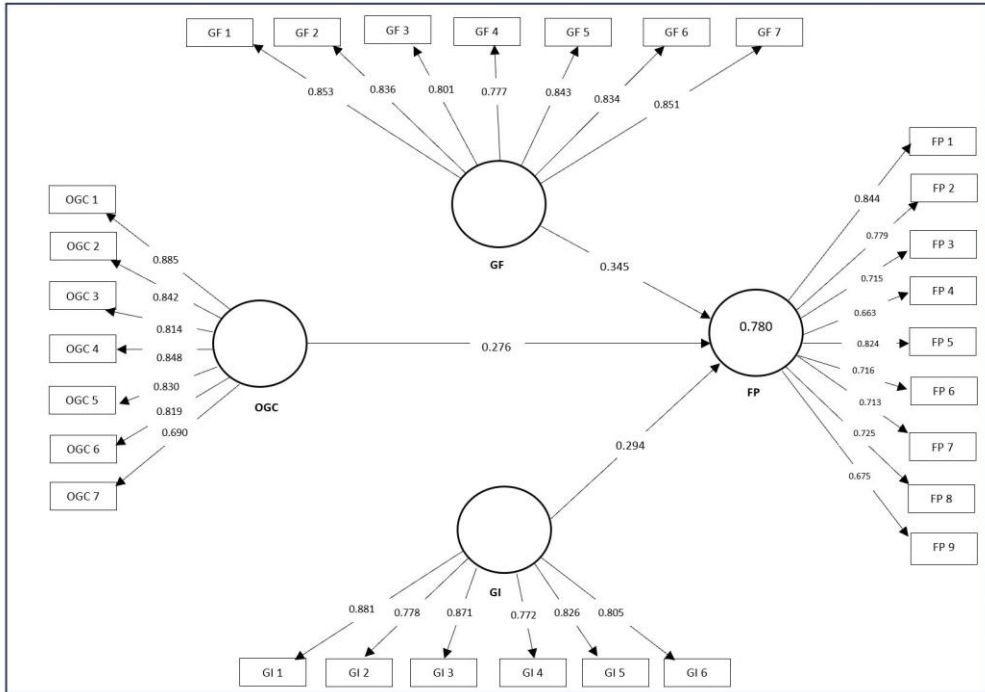 GF 1
GF 2
GF 3
GF 4
GF 5
GF 6
GF 7
0.853
0.836
0.801
0.777
0.843
0.834
0.851
GF
OGC 1
OGC 2
OGC 3
OGC 4
OGC 5
OGC 6
OGC 7
0.885
0.842
0.814
0.848
0.830
0.819
0.690
OGC
0.345
0.276
0.294
0.780
FP
0.844
0.779
0.715
0.663
0.824
0.716
0.713
0.725
0.675
FP 1
FP 2
FP 3
FP 4
FP 5
FP 6
FP 7
FP 8
FP 9
GI
0.881
0.778
0.871
0.772
0.826
0.805
GI 1
GI 2
GI 3
GI 4
GI 5
GI 6